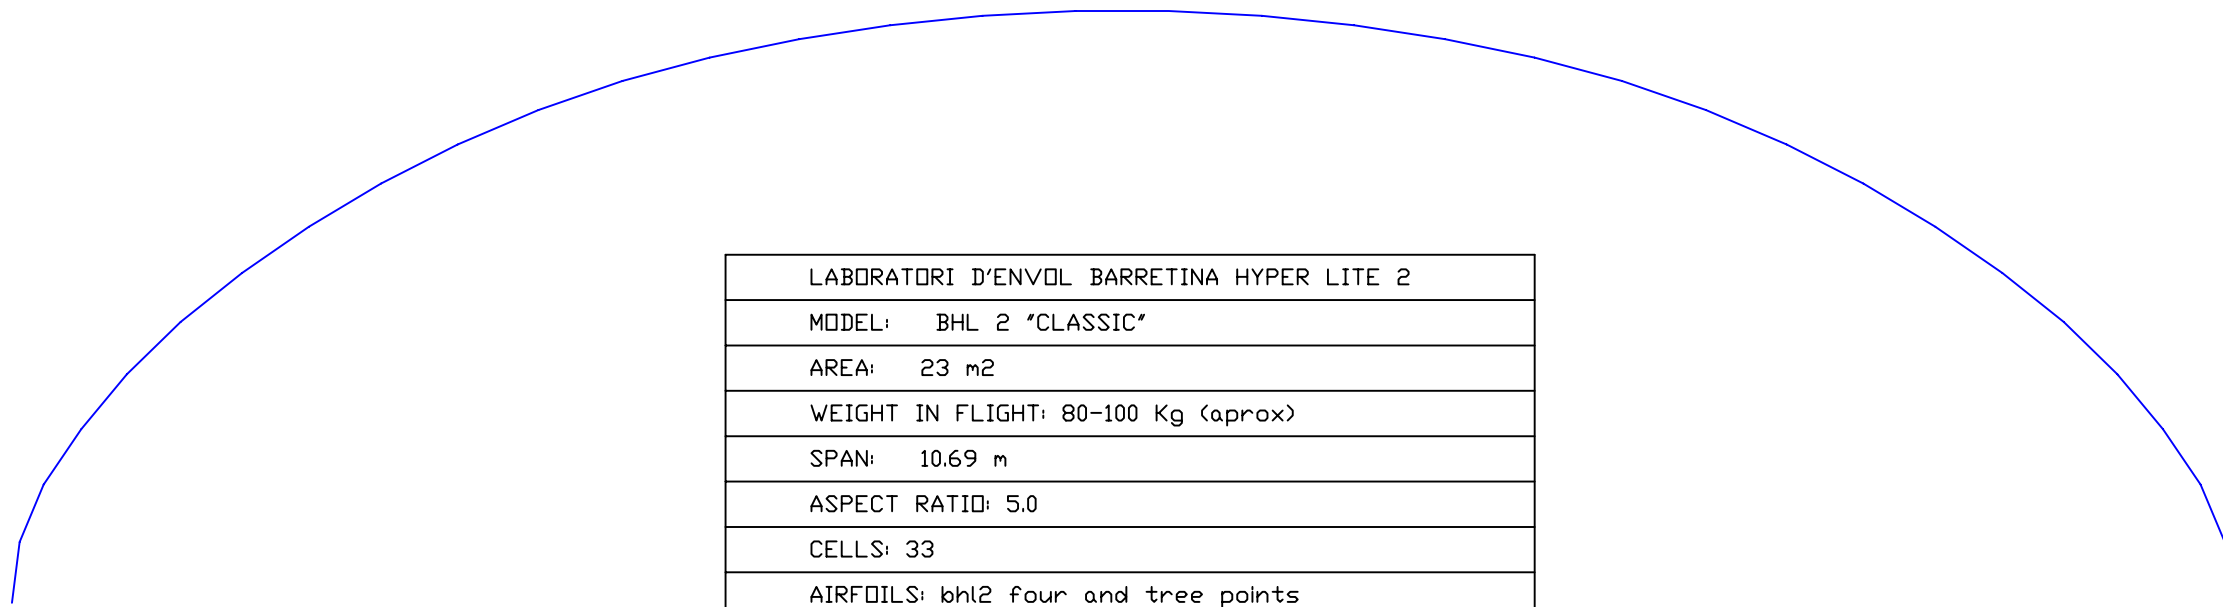 LABORATORI D'ENVOL BARRETINA HYPER LITE 2
MODEL: BHL 2 "CLASSIC"
AREA: 23 m2
WEIGHT IN FLIGHT: 80-100 Kg (aprox)
SPAN: 10.69 m
ASPECT RATIO: 5.0
CELLS: 33
AIRFOILS: bhl2 four and tree points